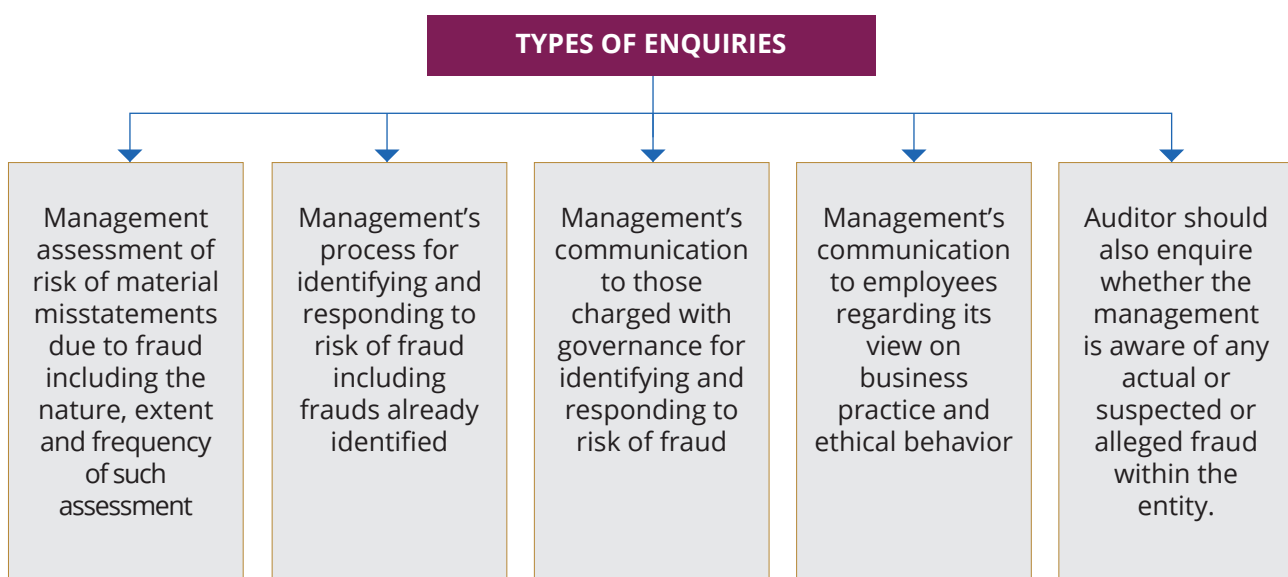 TYPES OF ENQUIRIES
Management
assessment of
risk of material
misstatements
due to fraud
including the
nature, extent
and frequency
of such
assessment
Management’s
process for
identifying and
responding to
risk of fraud
including
frauds already
identified
Management’s
communication
to those
charged with
governance for
identifying and
responding to
risk of fraud
Management’s
communication
to employees
regarding its
view on
business
practice and
ethical behavior
Auditor should
also enquire
whether the
management
is aware of any
actual or
suspected or
alleged fraud
within the
entity.